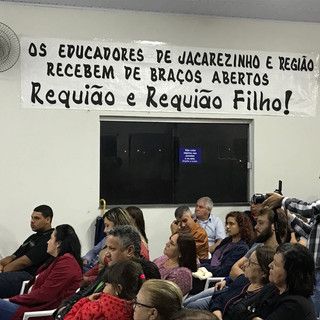 OS EDUCADORES DE JACAREZINHO E REGIÃO
RECEBEM DE BRAÇOS ABERTOS
Requião e Requião Filho!